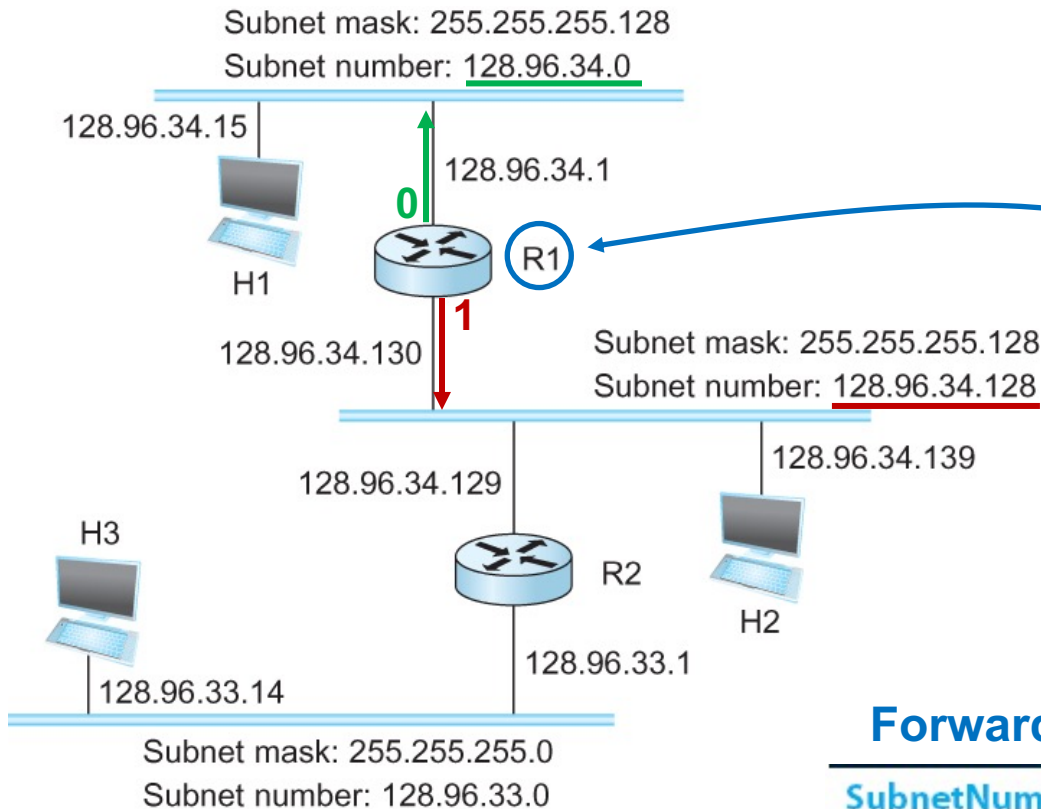 Subnet mask: 255.255.255.128
Subnet number: 128.96.34.0
128.96.34.15
128.96.34.1
0
H1
R1
1
128.96.34.130
Subnet mask: 255.255.255.128
Subnet number: 128.96.34.128
128.96.34.139
128.96.34.129
H3
R2
H2
128.96.33.1
128.96.33.14
Subnet mask: 255.255.255.0
Subnet number: 128.96.33.0
Forward
SubnetNum